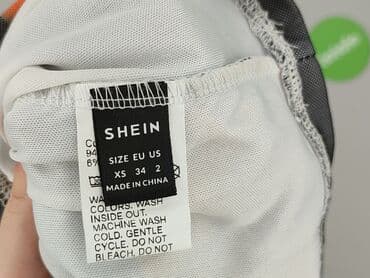 SHEIN
SIZE EU US
XS 34 2
MADE IN CHINA
COLORS. WASH
INSIDE OUT.
MACHINE WASH
COLD. GENTLE
CYCLE. DO NOT
BLEACH. DO NOT